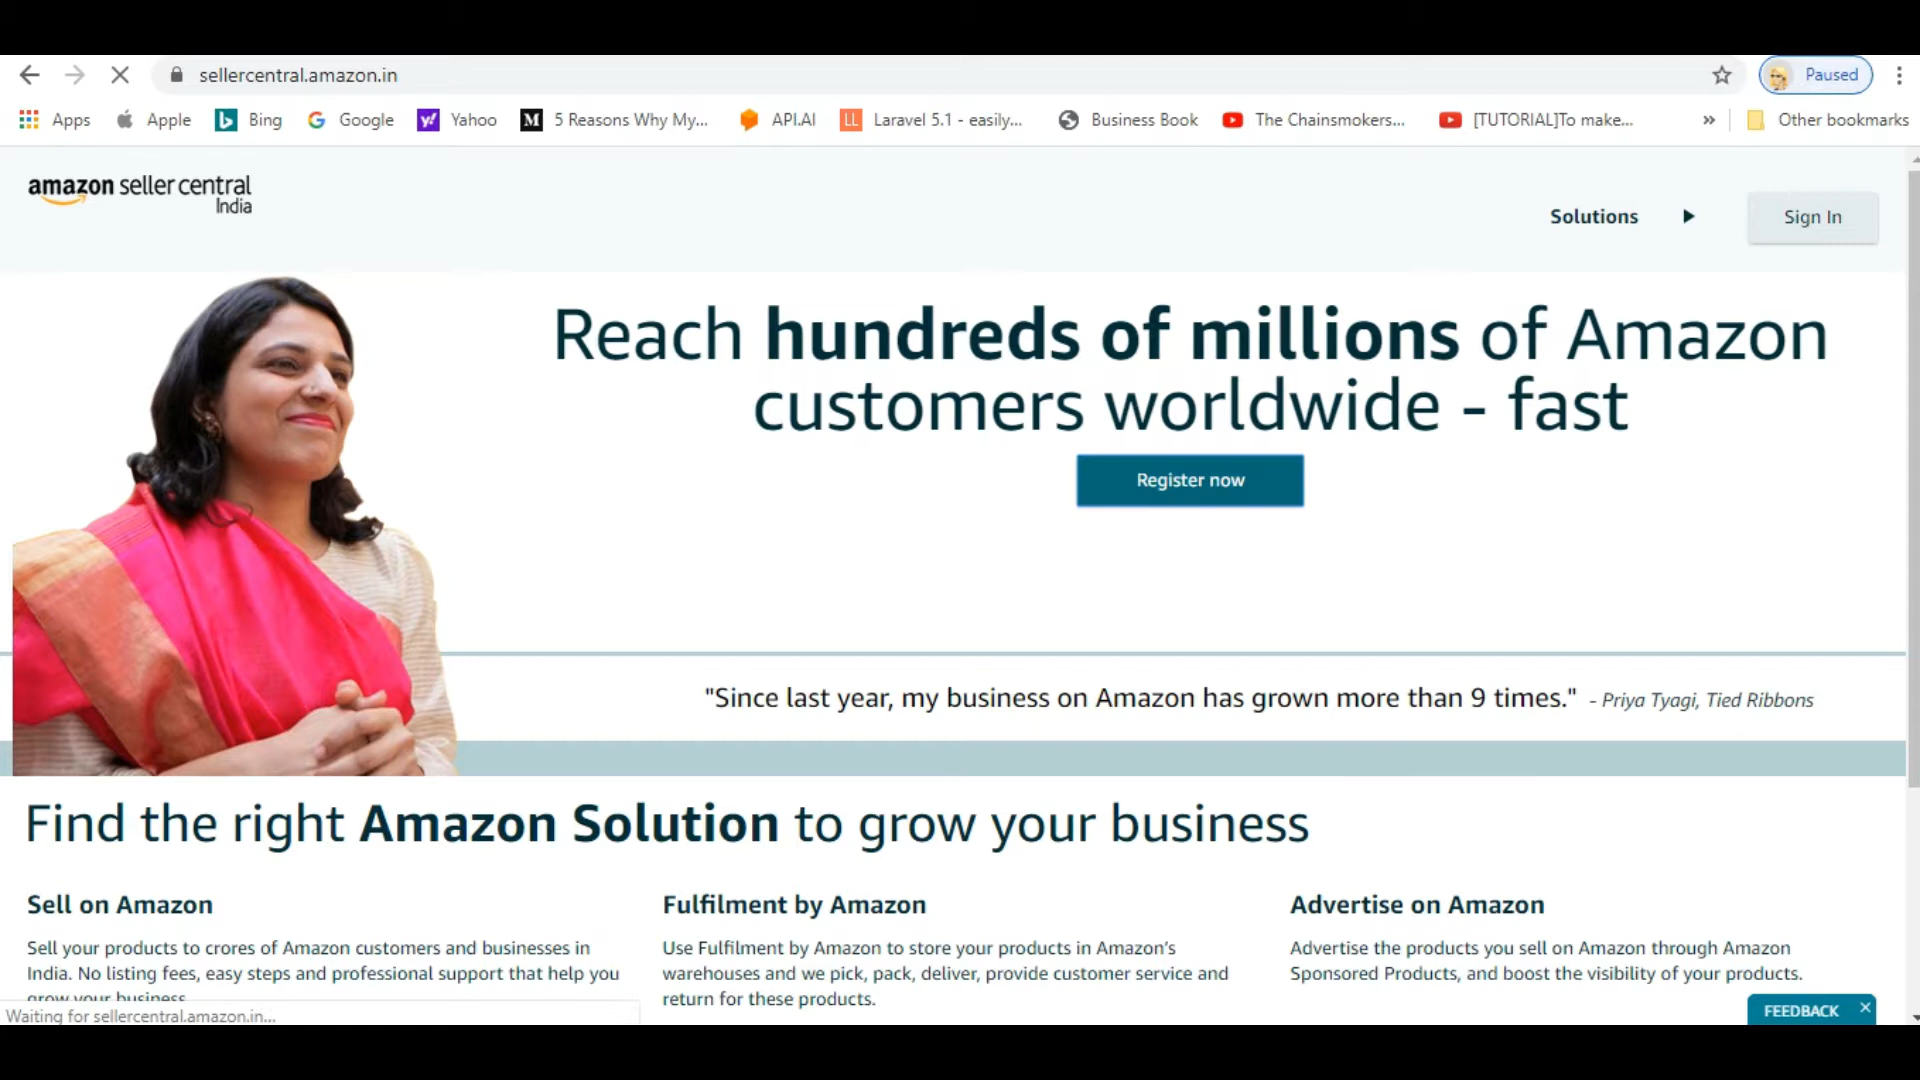 sellercentral.amazon.in
Paused
Apps
Apple
Bing
Google
Yahoo
5 Reasons Why My...
API.AI
Laravel 5.1 - easily...
Business Book
The Chainsmokers...
[TUTORIAL]To make...
»
Other bookmarks
amazon seller central
India
Solutions
Sign In
Reach hundreds of millions of Amazon
customers worldwide - fast
Register now
"Since last year, my business on Amazon has grown more than 9 times." - Priya Tyagi, Tied Ribbons
Find the right Amazon Solution to grow your business
Sell on Amazon
Sell your products to crores of Amazon customers and businesses in
India. No listing fees, easy steps and professional support that help you
grow your business
Fulfilment by Amazon
Use Fulfilment by Amazon to store your products in Amazon's
warehouses and we pick, pack, deliver, provide customer service and
return for these products.
Advertise on Amazon
Advertise the products you sell on Amazon through Amazon
Sponsored Products, and boost the visibility of your products.
Waiting for sellercentral.amazon.in...
FEEDBACK